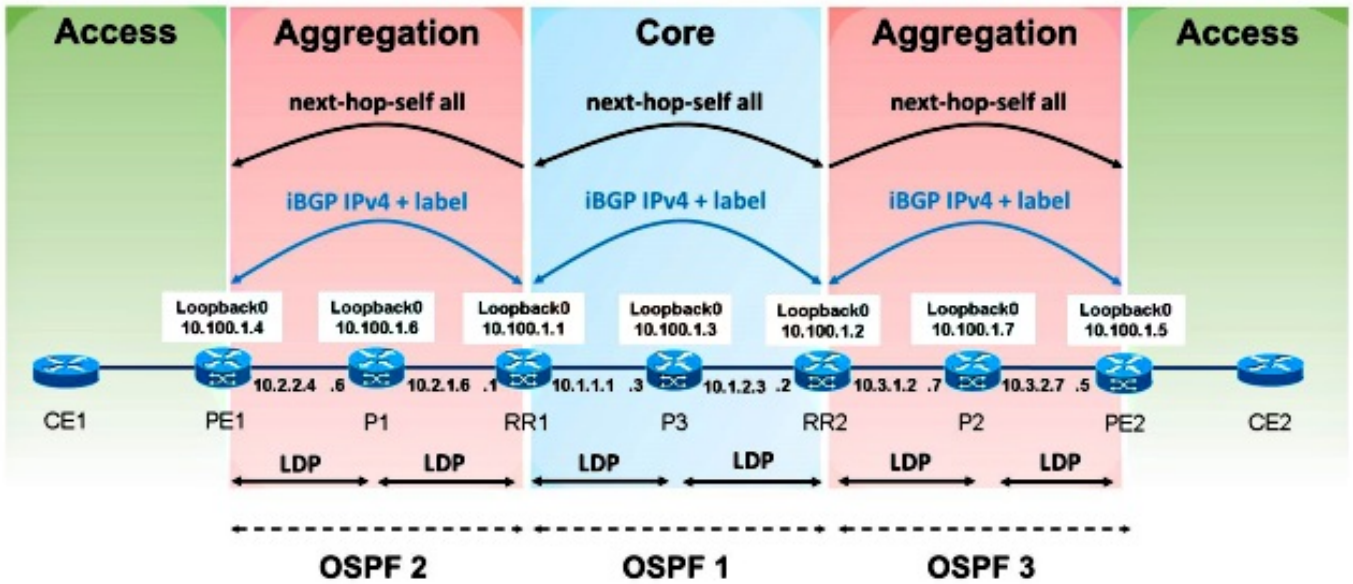 Access
Aggregation
Core
Aggregation
Access
next-hop-self all
next-hop-self all
next-hop-self all
iBGP IPv4 + label
iBGP IPv4 + label
iBGP IPv4 + label
Loopback0
10.100.1.4
Loopback0
10.100.1.6
Loopback0
10.100.1.1
Loopback0
10.100.1.3
Loopback0
10.100.1.2
Loopback0
10.100.1.7
Loopback0
10.100.1.5
10.2.2.4 .6
10.2.1.6 .1
10.1.1.1 .3
10.1.2.3 .2
10.3.1.2 .7
10.3.2.7 .5
CE1
PE1
P1
RR1
P3
RR2
P2
PE2
CE2
LDP
LDP
LDP
LDP
LDP
LDP
OSPF 2
OSPF 1
OSPF 3